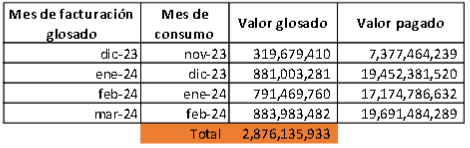 Mes de facturación glosado Mes de consumo Valor glosado Valor pagado
dic-23 nov-23 319,679,410 7,377,464,239
ene-24 dic-23 881,003,281 19,452,381,520
feb-24 ene-24 791,469,760 17,174,786,632
mar-24 feb-24 883,983,482 19,691,484,289
Total 2,876,135,933